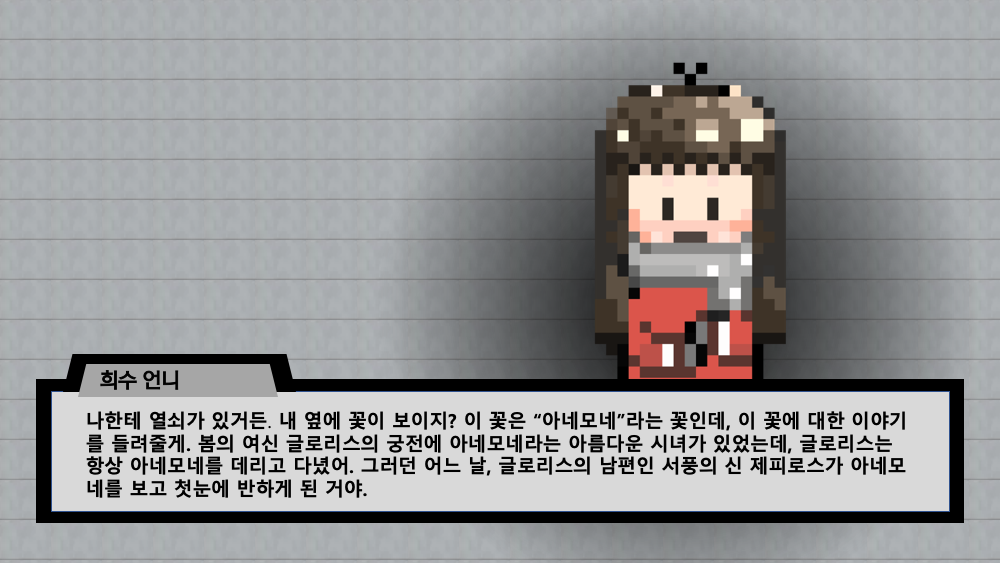 희수 언니
나한테 열쇠가 있거든. 내 옆에 꽃이 보이지? 이 꽃은 “아네모네”라는 꽃인데, 이 꽃에 대한 이야기
를 들려줄게. 봄의 여신 글로리스의 궁전에 아네모네라는 아름다운 시녀가 있었는데, 글로리스는
항상 아네모네를 데리고 다녔어. 그러던 어느 날, 글로리스의 남편인 서풍의 신 제피로스가 아네모
네를 보고 첫눈에 반하게 된 거야.